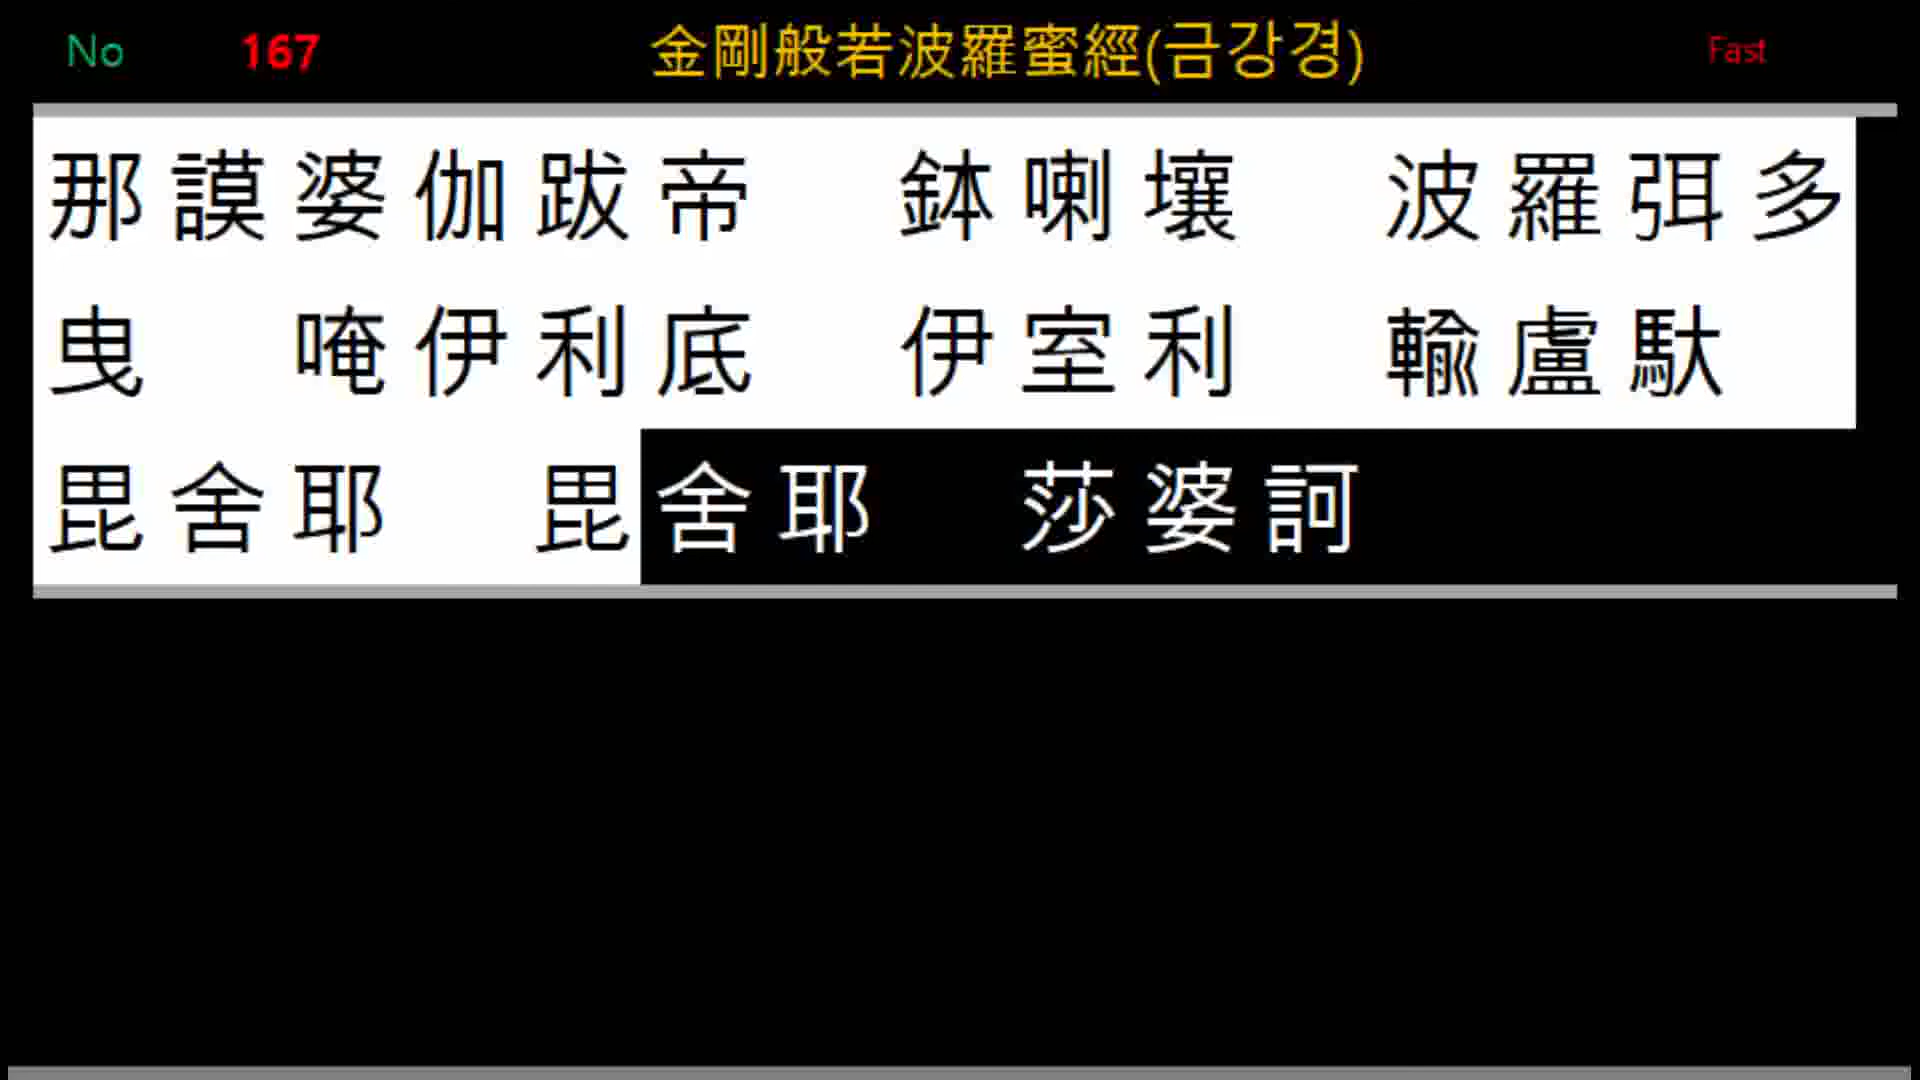 No 167 金剛般若波羅蜜經(금강경) Fast
那謨婆伽跋帝 鉢喇壤 波羅弭多
曳 唵伊利底 伊室利 輸盧馱
毘舍耶 毘舍耶 莎婆訶